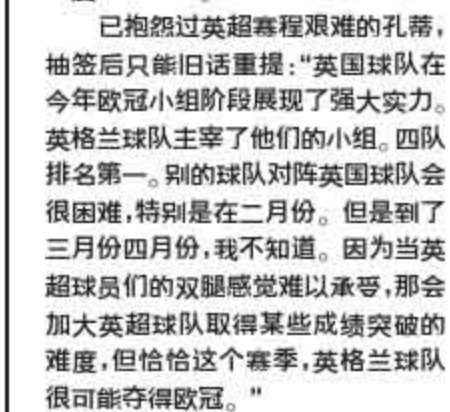 已抱怨过英超赛程艰难的孔蒂，
抽签后只能旧话重提：“英国球队在
今年欧冠小组阶段展现了强大实力。
英格兰球队主宰了他们的小组。四队
排名第一。别的球队对阵英国球队会
很困难，特别是在二月份。但是到了
三月份四月份，我不知道。因为当英
超球员们的双腿感觉难以承受，那会
加大英超球队取得某些成绩突破的
难度，但恰恰这个赛季，英格兰球队
很可能夺得欧冠。”